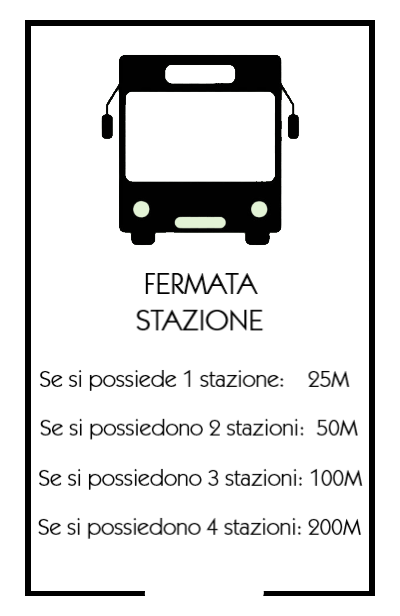 FERMATA
STAZIONE
Se si possiede 1 stazione: 25M
Se si possiedono 2 stazioni: 50M
Se si possiedono 3 stazioni: 100M
Se si possiedono 4 stazioni: 200M